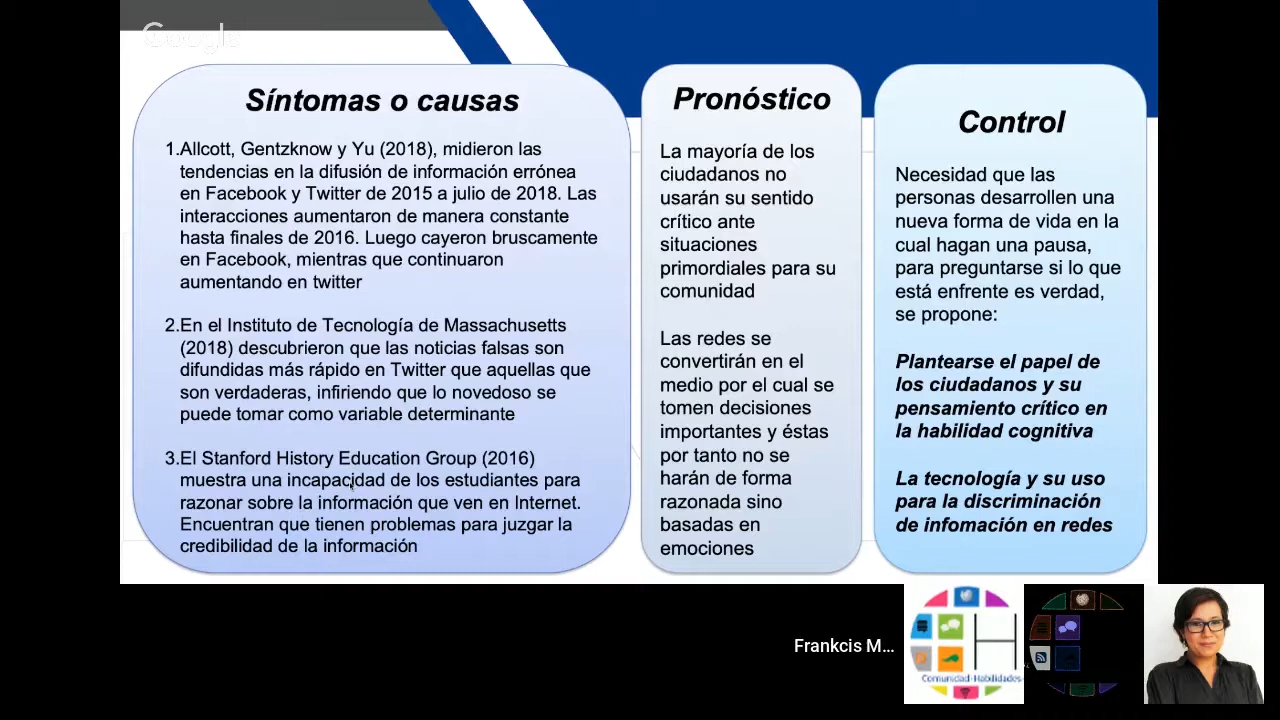 Google
Síntomas o causas
1.Allcott, Gentzknow y Yu (2018), midieron las
tendencias en la difusión de información errónea
en Facebook y Twitter de 2015 a julio de 2018. Las
interacciones aumentaron de manera constante
hasta finales de 2016. Luego cayeron bruscamente
en Facebook, mientras que continuaron
aumentando en twitter
2.En el Instituto de Tecnología de Massachusetts
(2018) descubrieron que las noticias falsas son
difundidas más rápido en Twitter que aquellas que
son verdaderas, infiriendo que lo novedoso se
puede tomar como variable determinante
3.El Stanford History Education Group (2016)
muestra una incapacidad de los estudiantes para
razonar sobre la información que ven en Internet.
Encuentran que tienen problemas para juzgar la
credibilidad de la información
Pronóstico
La mayoría de los
ciudadanos no
usarán su sentido
crítico ante
situaciones
primordiales para su
comunidad
Las redes se
convertirán en el
medio por el cual se
tomen decisiones
importantes y éstas
por tanto no se
harán de forma
razonada sino
basadas en
emociones
Control
Necesidad que las
personas desarrollen una
nueva forma de vida en la
cual hagan una pausa,
para preguntarse si lo que
está enfrente es verdad,
se propone:
Plantearse el papel de
los ciudadanos y su
pensamiento crítico en
la habilidad cognitiva
La tecnología y su uso
para la discriminación
de infomación en redes
Frankcis M...
H
Comunidad-Habilidades-